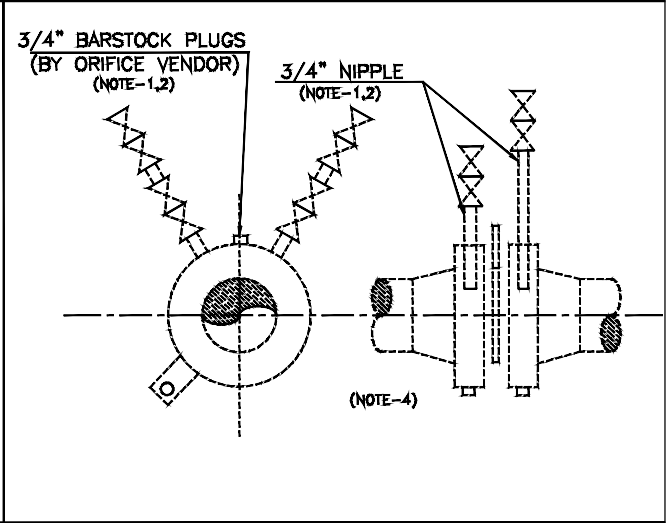 3/4" BARSTOCK PLUGS
(BY ORIFICE VENDOR)
(NOTE-1,2)
3/4" NIPPLE
(NOTE-1,2)
(NOTE-4)